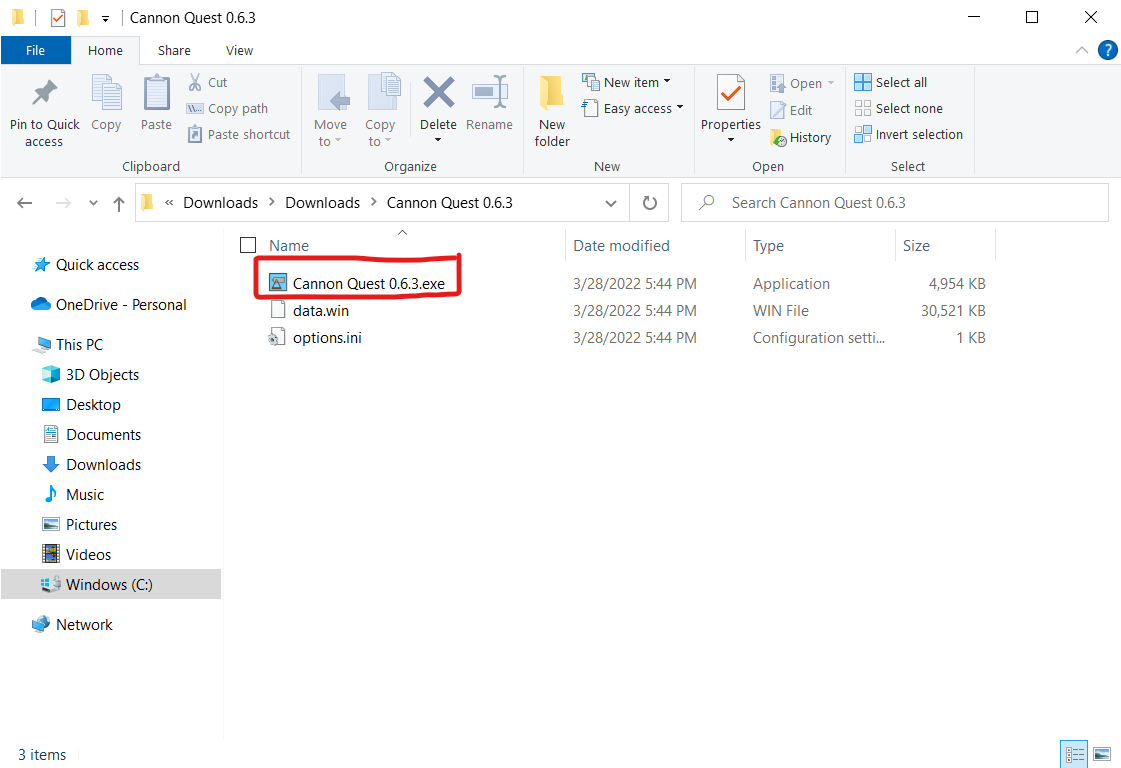 Cannon Quest 0.6.3
File Home Share View
Pin to Quick access
Copy
Paste
Cut
Copy path
Paste shortcut
Clipboard
Move to
Copy to
Delete
Rename
Organize
New folder
New item
Easy access
New
Properties
Open
Edit
History
Open
Select all
Select none
Invert selection
Select
« Downloads > Downloads > Cannon Quest 0.6.3
Search Cannon Quest 0.6.3
Quick access
OneDrive - Personal
This PC
3D Objects
Desktop
Documents
Downloads
Music
Pictures
Videos
Windows (C:)
Network
Name Date modified Type Size
Cannon Quest 0.6.3.exe 3/28/2022 5:44 PM Application 4,954 KB
data.win 3/28/2022 5:44 PM WIN File 30,521 KB
options.ini 3/28/2022 5:44 PM Configuration setti... 1 KB
3 items